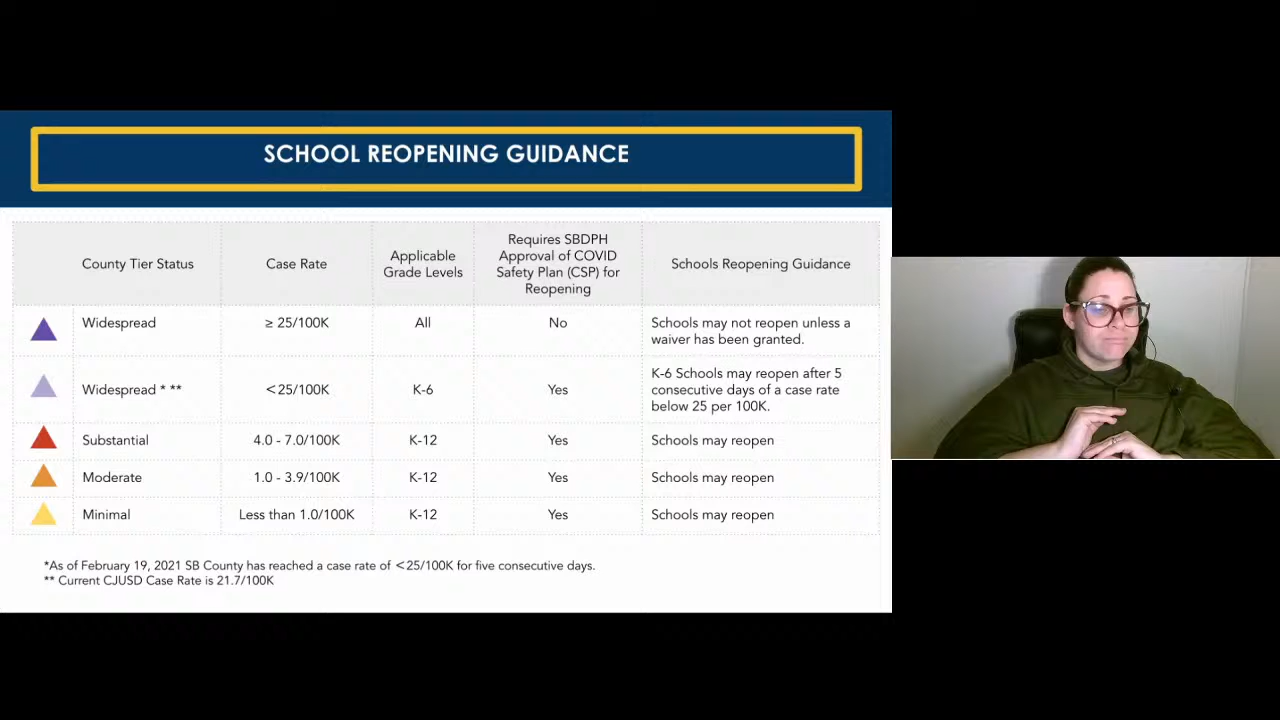 SCHOOL REOPENING GUIDANCE
County Tier Status
Case Rate
Applicable
Grade Levels
Requires SBDPH
Approval of COVID
Safety Plan (CSP) for
Reopening
Schools Reopening Guidance
Widespread
≥ 25/100K
All
No
Schools may not reopen unless a
waiver has been granted.
Widespread * **
<25/100K
K-6
Yes
K-6 Schools may reopen after 5
consecutive days of a case rate
below 25 per 100K.
Substantial
4.0 - 7.0/100K
K-12
Yes
Schools may reopen
Moderate
1.0 - 3.9/100K
K-12
Yes
Schools may reopen
Minimal
Less than 1.0/100K
K-12
Yes
Schools may reopen
*As of February 19, 2021 SB County has reached a case rate of <25/100K for five consecutive days.
** Current CJUSD Case Rate is 21.7/100K